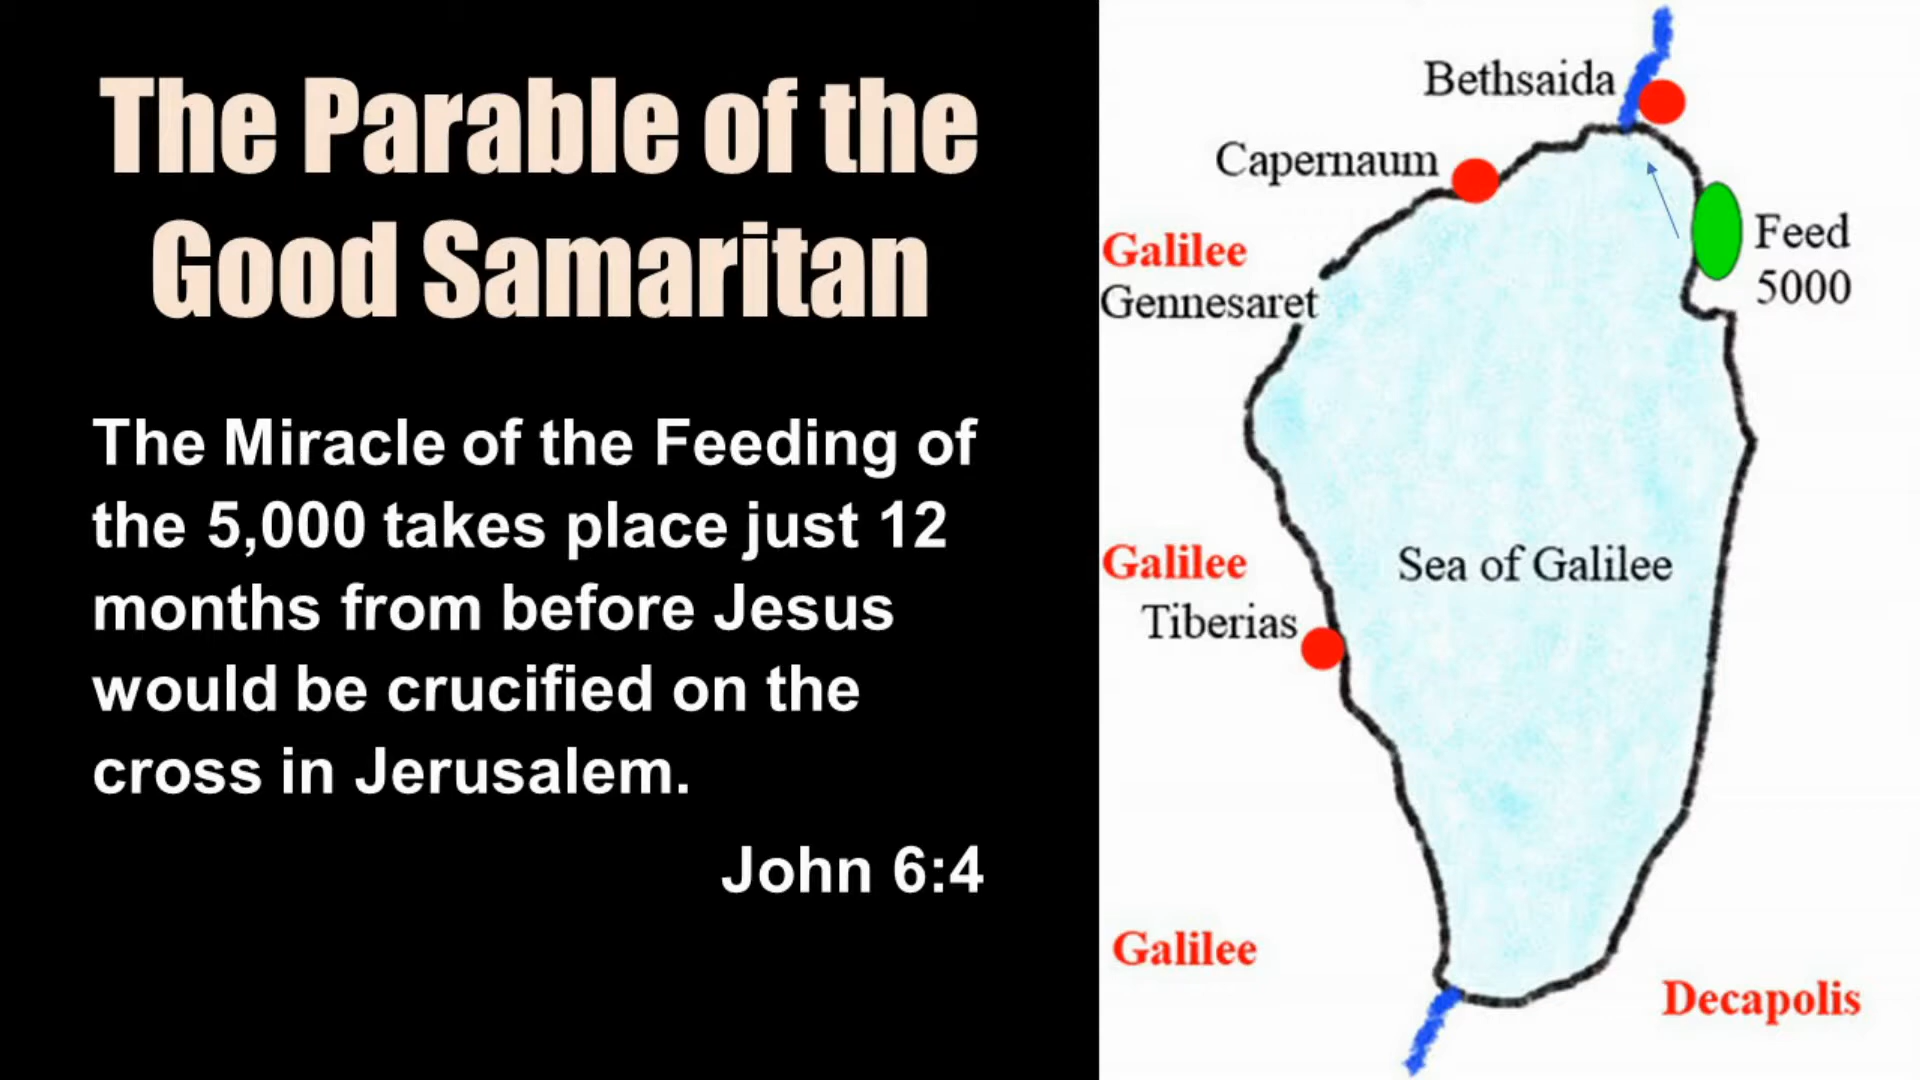 The Parable of the
Good Samaritan
The Miracle of the Feeding of
the 5,000 takes place just 12
months from before Jesus
would be crucified on the
cross in Jerusalem.
John 6:4
Bethsaida
Capernaum
Galilee
Gennesaret
Feed
5000
Galilee
Tiberias
Sea of Galilee
Galilee
Decapolis